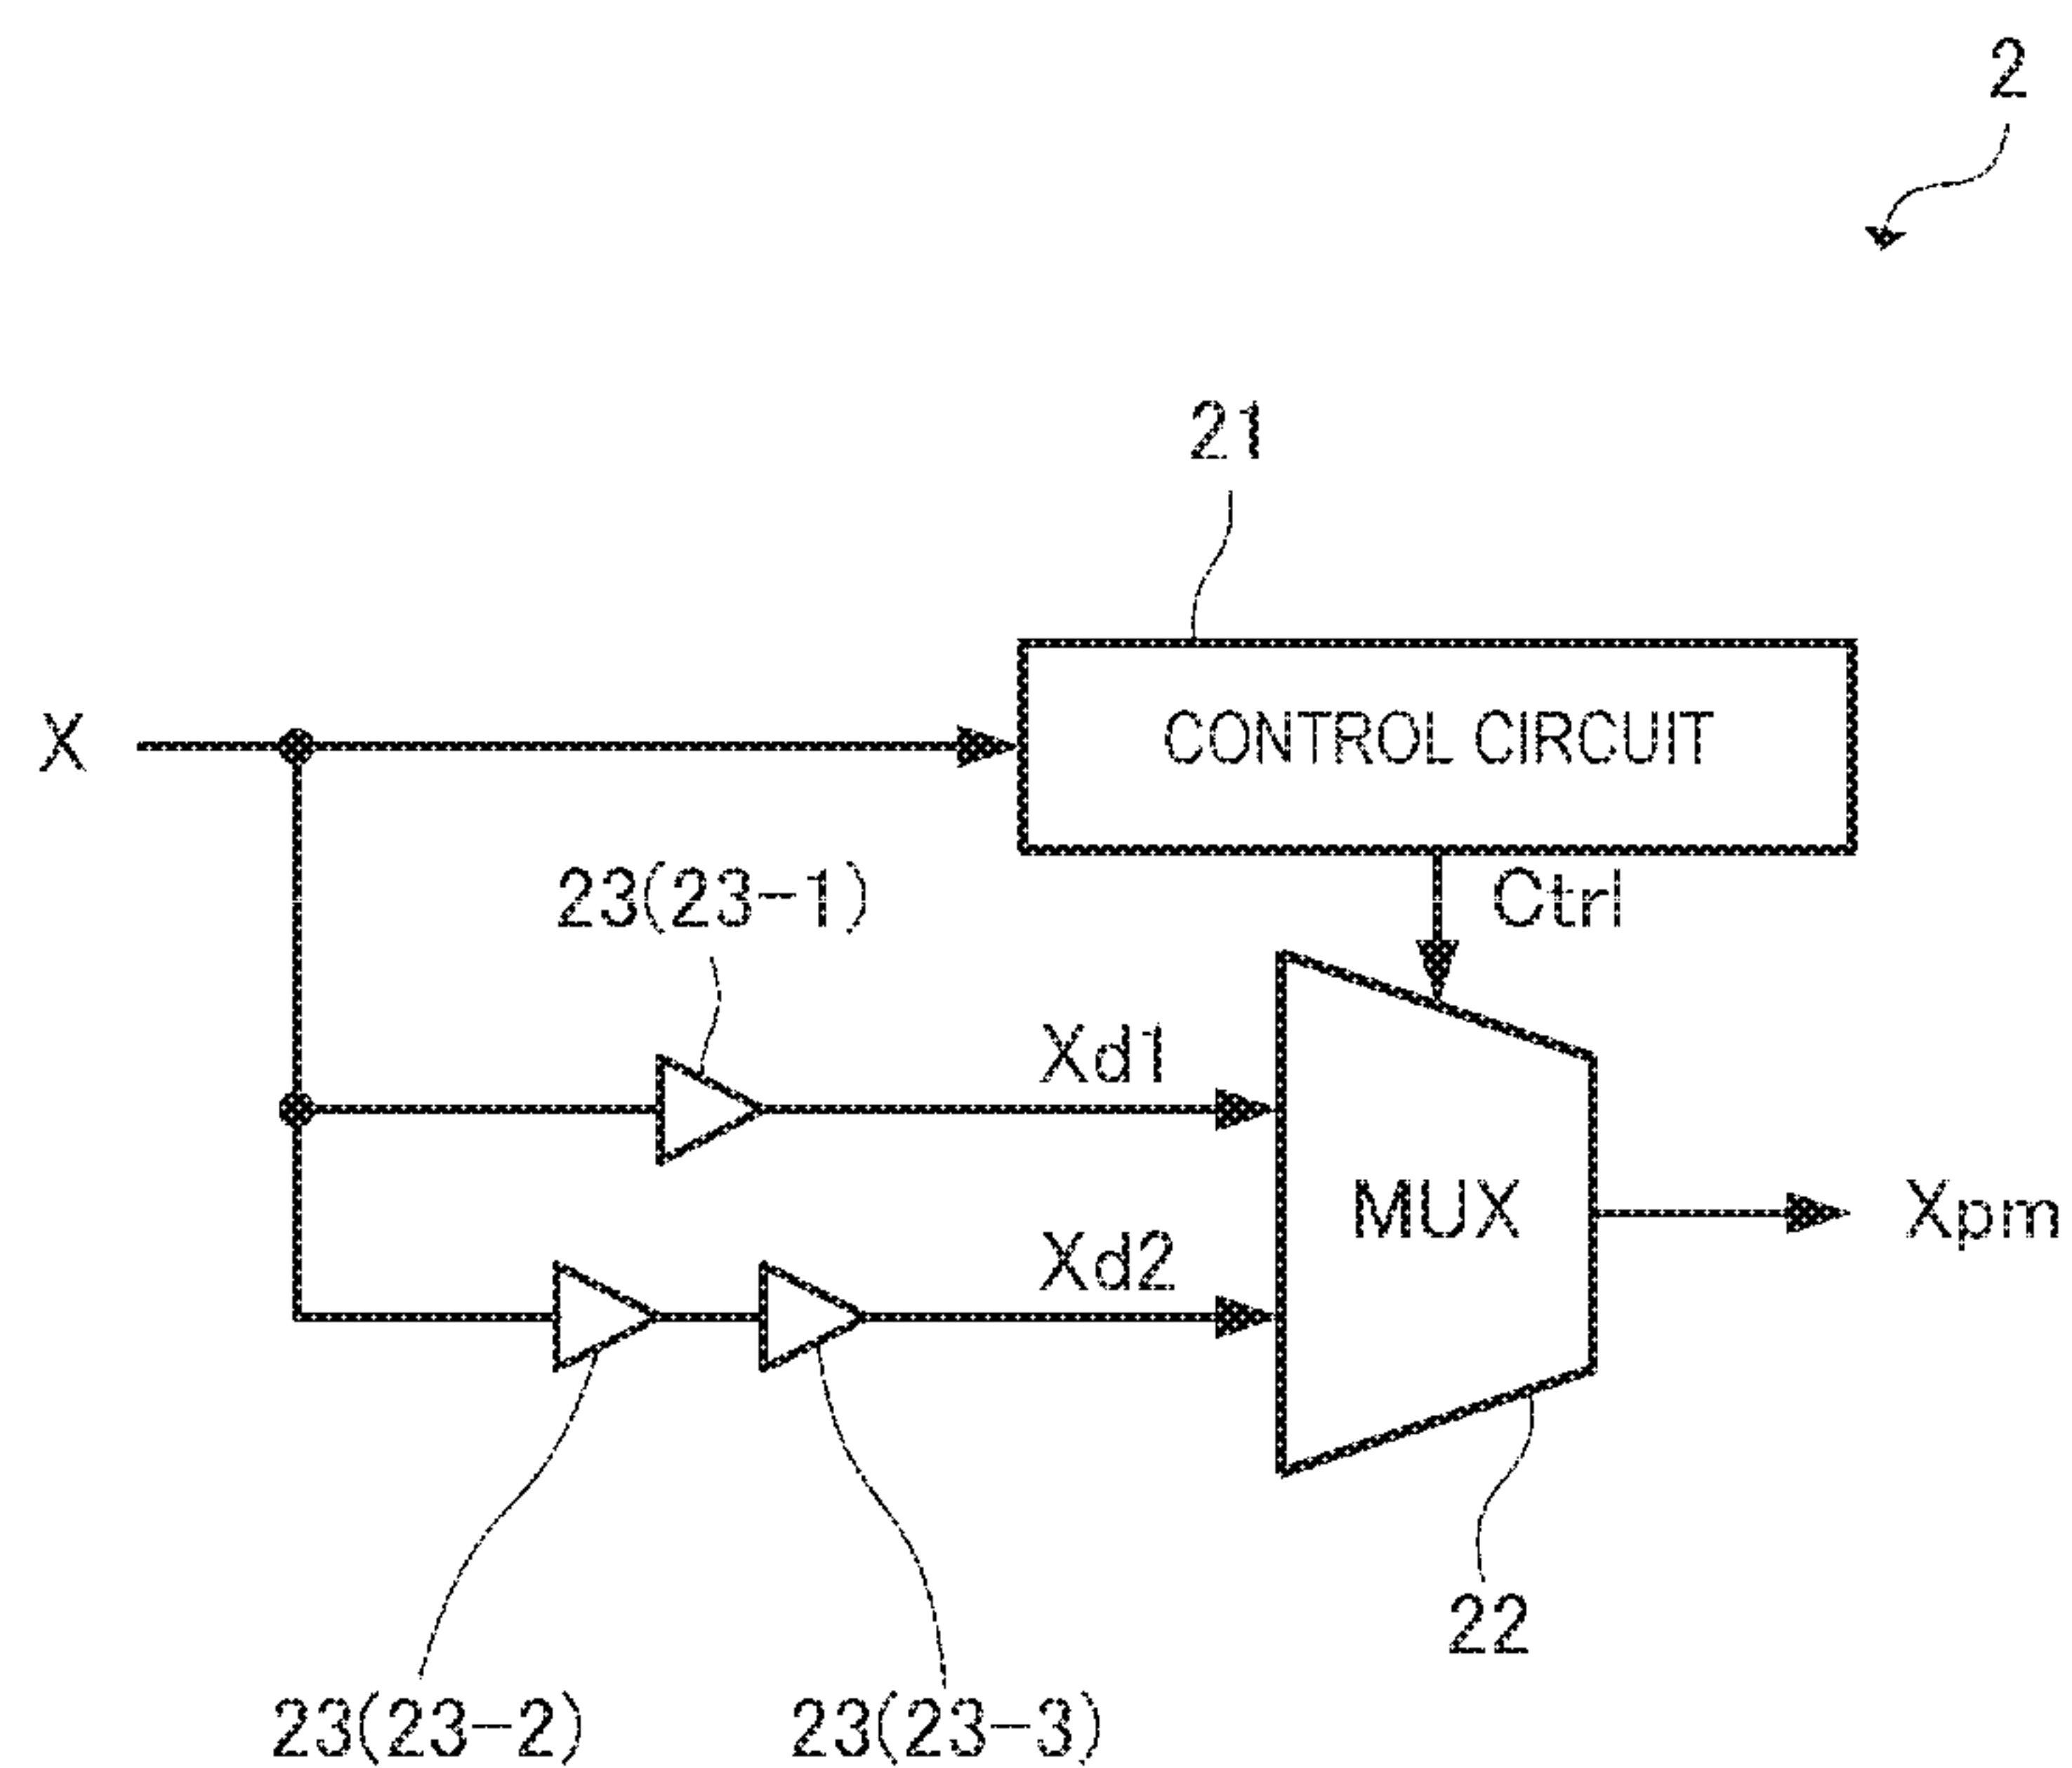 2
21
X
CONTROL CIRCUIT
23(23-1)
Ctrl
Xd1
MUX
Xpm
Xd2
22
23(23-2)
23(23-3)